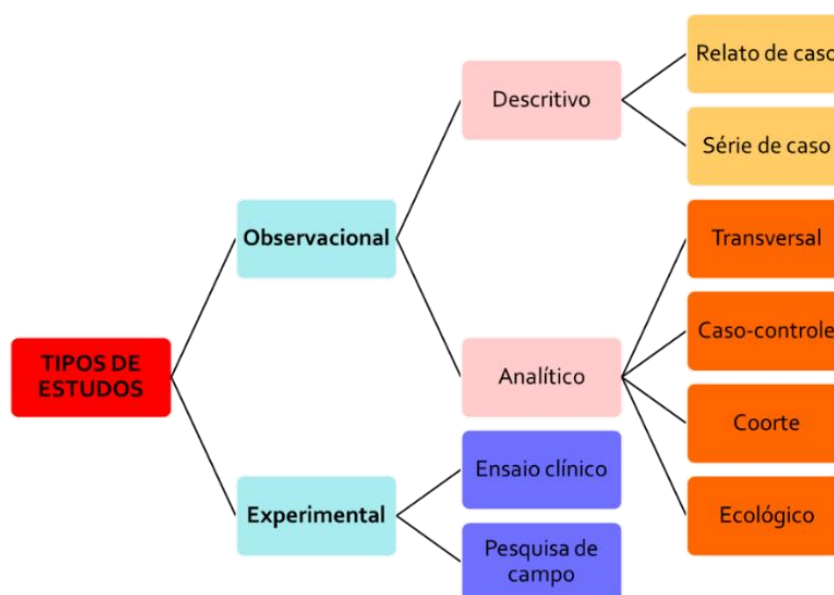 TIPOS DE
ESTUDOS
Observacional
Descritivo
Relato de caso
Série de caso
Analítico
Transversal
Caso-controle
Coorte
Ecológico
Experimental
Ensaio clínico
Pesquisa de
campo